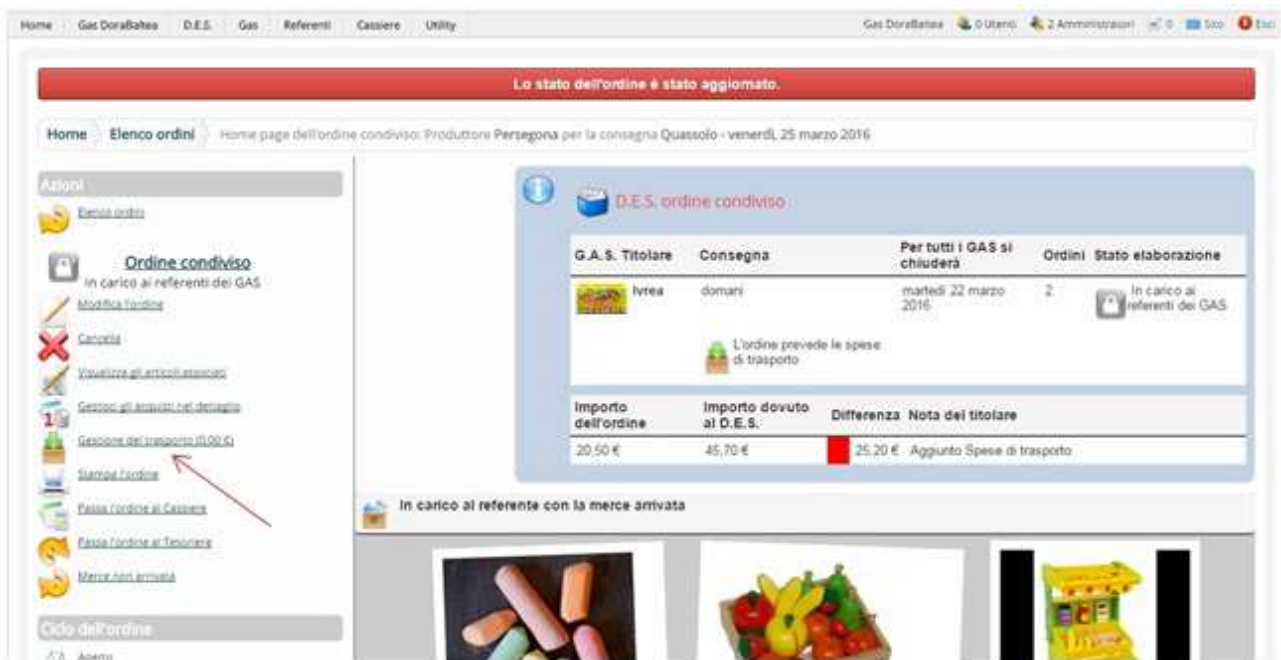 Home Gas DoraBaltea D.E.S. Gas Referenti Cassiere Utility Gas DoraBaltea 0 Utenti 2 Amministratori 0 Sito Esci
Lo stato dell'ordine è stato aggiornato.
Home Elenco ordini Home page dell'ordine condiviso: Produttore Persegona per la consegna Quassolo - venerdì, 25 marzo 2016
Azioni
Elenco ordini
Ordine condiviso
In carico ai referenti dei GAS
Modifica l'ordine
Cancella
Visualizza gli articoli associati
Gestisci gli acquisti nel dettaglio
Gestione del trasporto (0,00 €)
Stampa l'ordine
Passa l'ordine al Cassiere
Passa l'ordine al Tesoriere
Merce non arrivata
Ciclo dell'ordine
Aperto
D.E.S. ordine condiviso
G.A.S. Titolare Consegna Per tutti i GAS si chiuderà Ordini Stato elaborazione
Ivrea domani martedì 22 marzo 2016 2 In carico ai referenti dei GAS
L'ordine prevede le spese
di trasporto
Importo dell'ordine Importo dovuto al D.E.S. Differenza Nota del titolare
20,50 € 45,70 € 25,20 € Aggiunto Spese di trasporto
In carico al referente con la merce arrivata